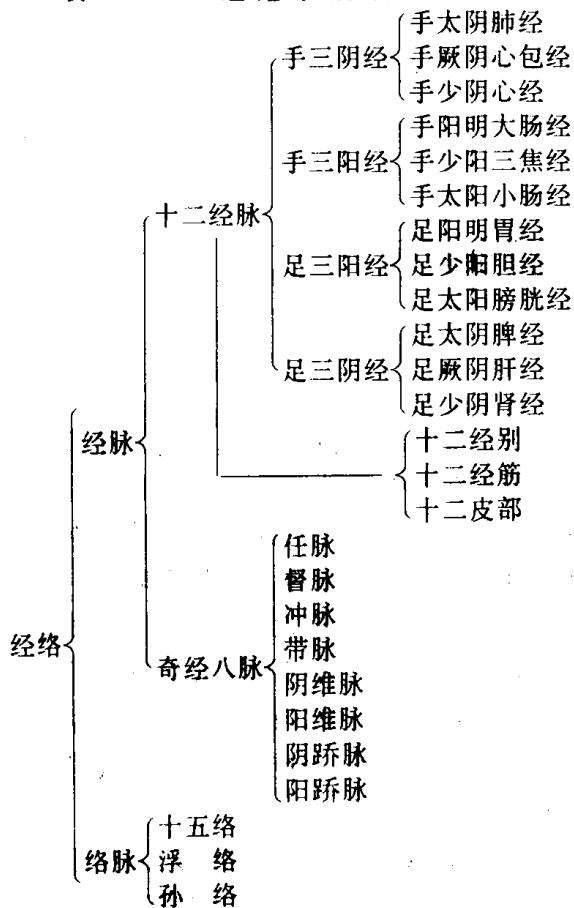 手太阴肺经
手三阴经 手厥阴心包经
手少阴心经
手阳明大肠经
手三阳经 手少阳三焦经
手太阳小肠经
十二经脉
足阳明胃经
足三阳经 足少阳胆经
足太阳膀胱经
足太阴脾经
足三阴经 足厥阴肝经
足少阴肾经
经脉
十二经别
十二经筋
十二皮部
任脉
督脉
冲脉
带脉
经络
奇经八脉
阴维脉
阳维脉
阴跻脉
阳跻脉
十五络
络脉 浮 络
孙 络